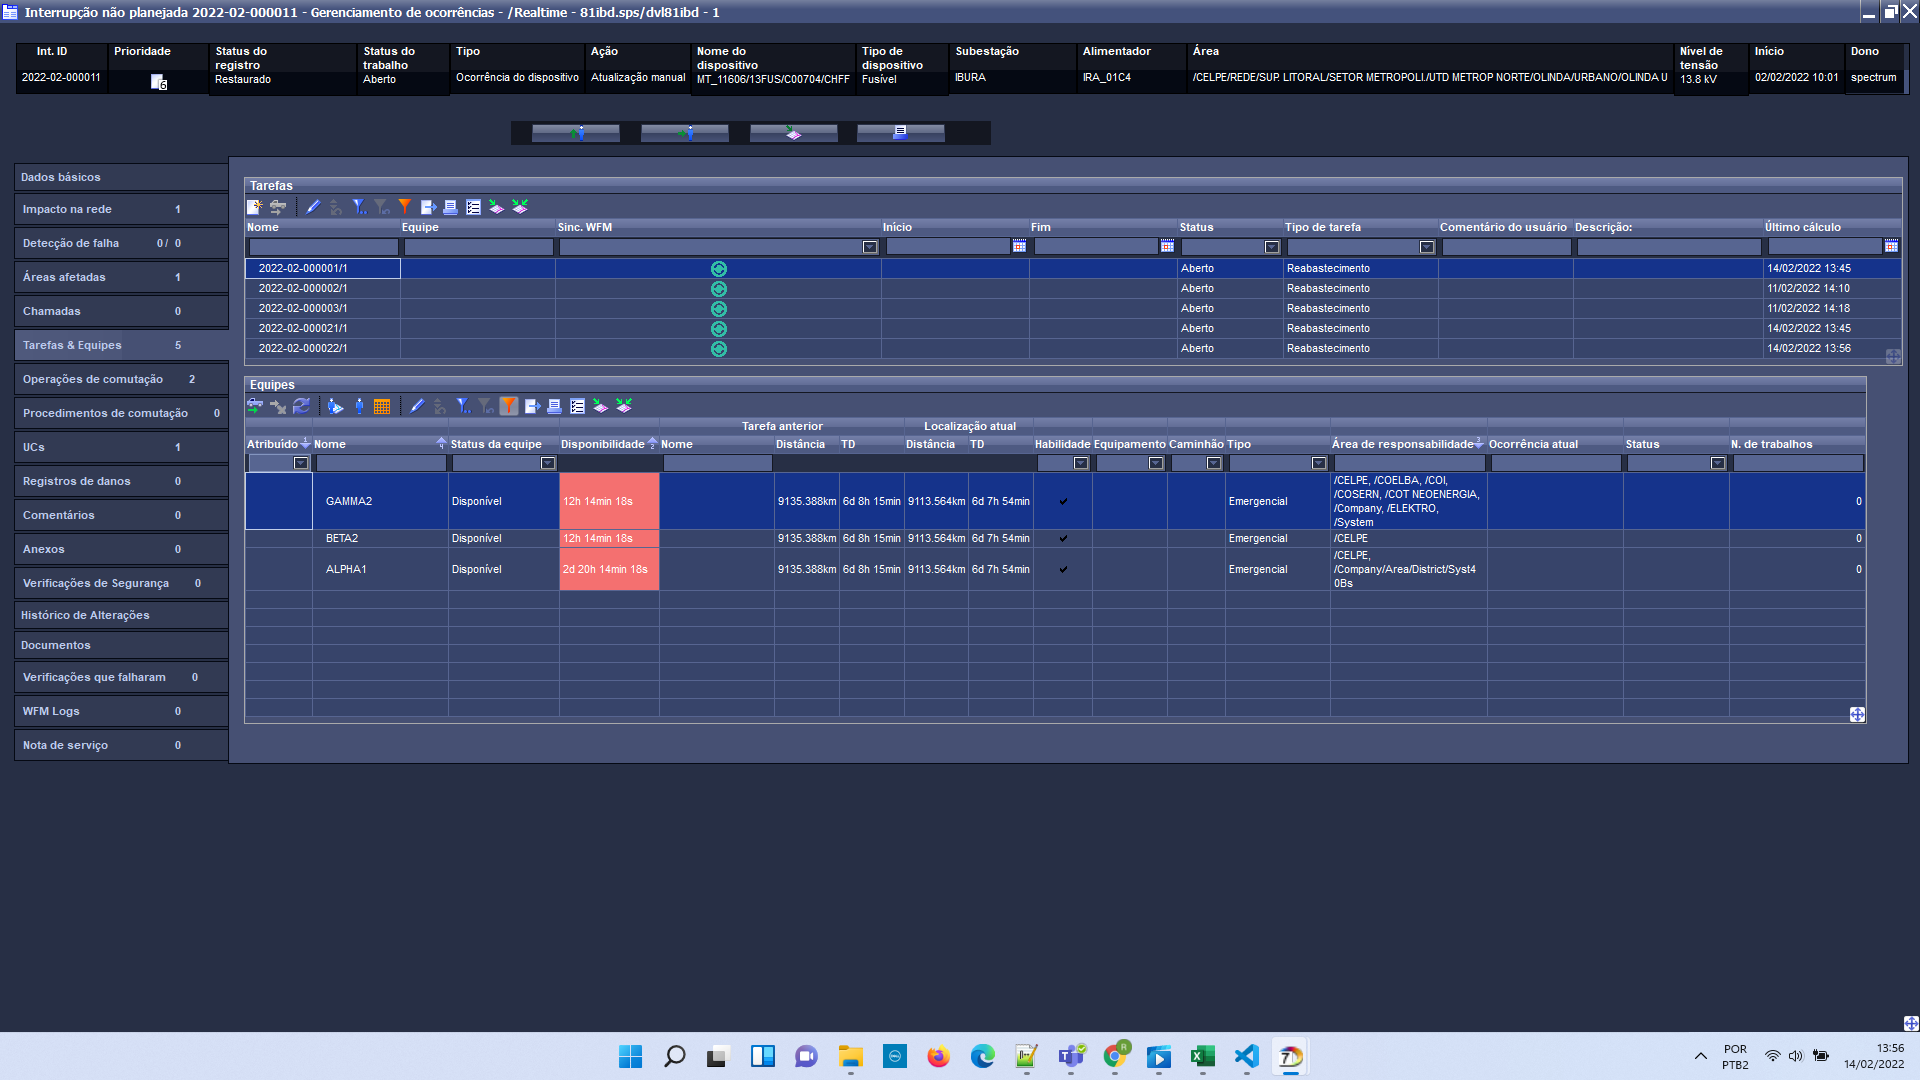 Interrupção não planejada 2022-02-000011 - Gerenciamento de ocorrências - /Realtime - 81ibd.sps/dvl81ibd - 1
Int. ID Prioridade Status do registro Status do trabalho Tipo Ação Nome do dispositivo Tipo de dispositivo Subestação Alimentador Área Nível de tensão Início Dono
2022-02-000011 6 Restaurado Aberto Ocorrência do dispositivo Atualização manual MT_11606/13FUS/C00704/CHFF Fusível IBURA IRA_01C4 /CELPE/REDE/SUP. LITORAL/SETOR METROPOLI./UTD METROP NORTE/OLINDA/URBANO/OLINDA U 13.8 kV 02/02/2022 10:01 spectrum
Dados básicos
Impacto na rede 1
Detecção de falha 0 / 0
Áreas afetadas 1
Chamadas 0
Tarefas & Equipes 5
Operações de comutação 2
Procedimentos de comutação 0
UCs 1
Registros de danos 0
Comentários 0
Anexos 0
Verificações de Segurança 0
Histórico de Alterações
Documentos
Verificações que falharam 0
WFM Logs 0
Nota de serviço 0
Tarefas
Nome Equipe Sinc. WFM Início Fim Status Tipo de tarefa Comentário do usuário Descrição: Último cálculo
2022-02-000001/1 Aberto Reabastecimento 14/02/2022 13:45
2022-02-000002/1 Aberto Reabastecimento 11/02/2022 14:10
2022-02-000003/1 Aberto Reabastecimento 11/02/2022 14:18
2022-02-000021/1 Aberto Reabastecimento 14/02/2022 13:45
2022-02-000022/1 Aberto Reabastecimento 14/02/2022 13:56
Equipes
Tarefa anterior Localização atual
Atribuído 1 Nome 4 Status da equipe Disponibilidade 2 Nome Distância TD Distância TD Habilidade Equipamento Caminhão Tipo Área de responsabilidade 3 Ocorrência atual Status N. de trabalhos
GAMMA2 Disponível 12h 14min 18s 9135.388km 6d 8h 15min 9113.564km 6d 7h 54min Emergencial /CELPE, /COELBA, /COI, /COSERN, /COT NEOENERGIA, /Company, /ELEKTRO, /System 0
BETA2 Disponível 12h 14min 18s 9135.388km 6d 8h 15min 9113.564km 6d 7h 54min Emergencial /CELPE 0
ALPHA1 Disponível 2d 20h 14min 18s 9135.388km 6d 8h 15min 9113.564km 6d 7h 54min Emergencial /CELPE, /Company/Area/District/Syst4 0Bs 0
POR
PTB2
13:56
14/02/2022